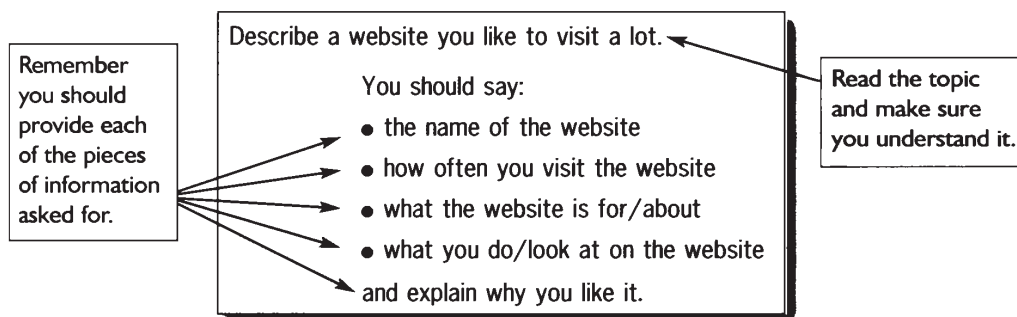 Remember
you should
provide each
of the pieces
of information
asked for.
Describe a website you like to visit a lot.
You should say:
● the name of the website
● how often you visit the website
● what the website is for/about
● what you do/look at on the website
and explain why you like it.
Read the topic
and make sure
you understand it.